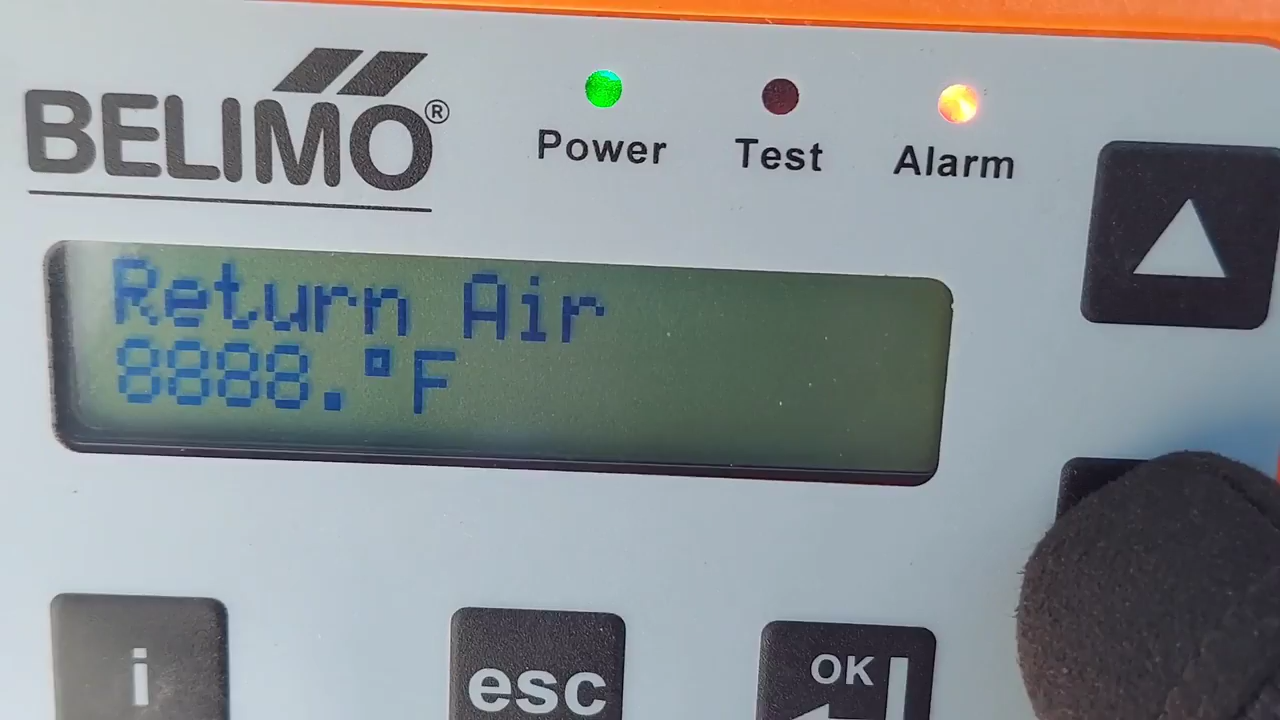 BELIMO®
Power Test Alarm
Return Air
8888.°F
i
esc
OK